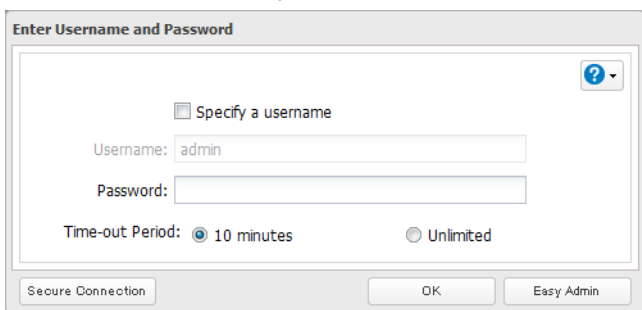 Enter Username and Password
?
Specify a username
Username: admin
Password:
Time-out Period: 10 minutes Unlimited
Secure Connection OK Easy Admin